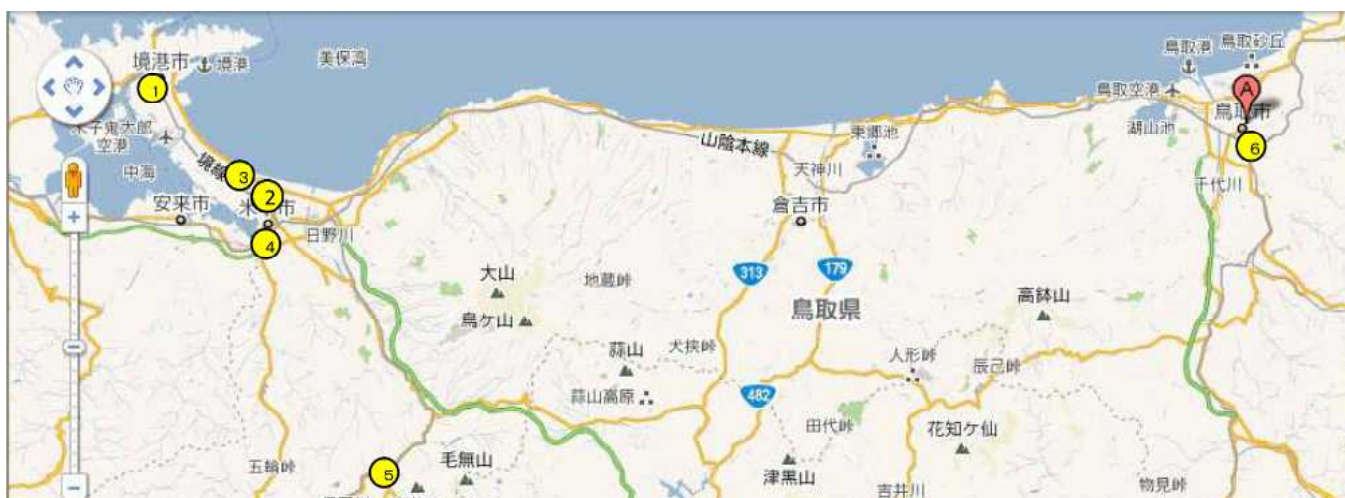 境港市
境港
美保湾
鳥取港
鳥取砂丘
1
A
鳥取空港
鳥取市
米子鬼太郎
空港
湖山池
6
東郷池
山陰本線
境線
天神川
中海
3
千代川
2
安来市
倉吉市
日野川
4
大山
地蔵峠
313
179
高鉢山
鳥取県
烏ケ山
蒜山
犬挟峠
人形峠
辰巳峠
蒜山高原
482
田代峠
花知ケ仙
五輪峠
5
毛無山
津黒山
吉井川
物見峠